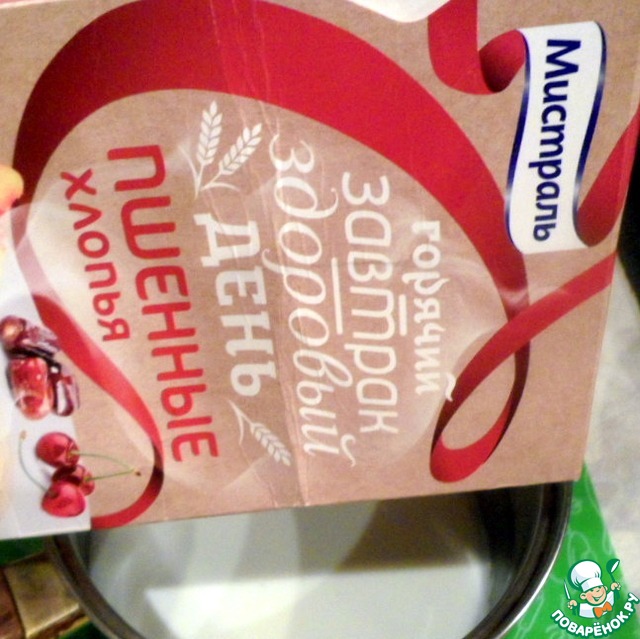 Мистраль
горячий
завтрак
здоровый
день
пшенные
хлопья
ПОВАРЁНОК.РУ